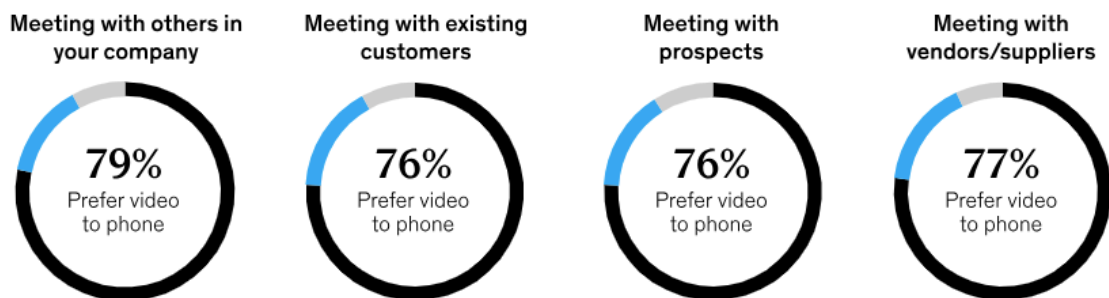 Meeting with others in
your company
79%
Prefer video
to phone
Meeting with existing
customers
76%
Prefer video
to phone
Meeting with
prospects
76%
Prefer video
to phone
Meeting with
vendors/suppliers
77%
Prefer video
to phone